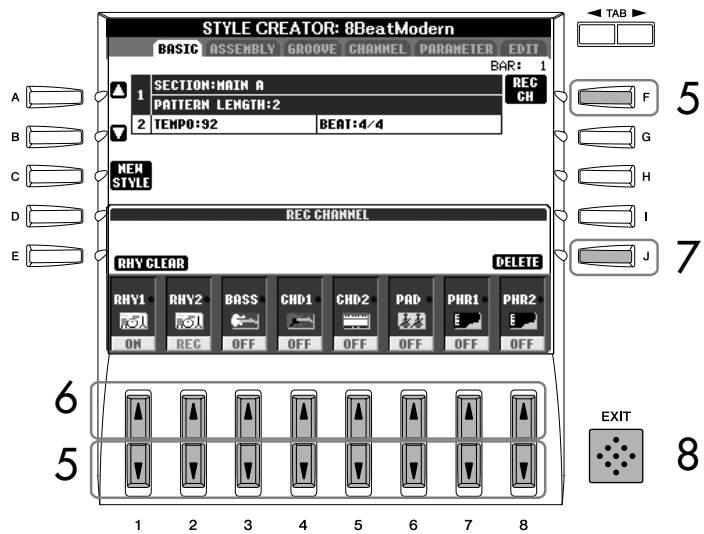 STYLE CREATOR: 8BeatModern
◄ TAB ►
BASIC ASSEMBLY GROOVE CHANNEL PARAMETER EDIT
BAR: 1
A
1 SECTION:MAIN A
PATTERN LENGTH:2
REC CH
F
5
B
2 TEMPO:92 BEAT:4/4
G
C
NEW STYLE
H
D
REC CHANNEL
I
E
RHY CLEAR
DELETE
J
7
RHY1 RHY2 BASS CHD1 CHD2 PAD PHR1 PHR2
ON REC OFF OFF OFF OFF OFF OFF
6
EXIT
5
8
1 2 3 4 5 6 7 8